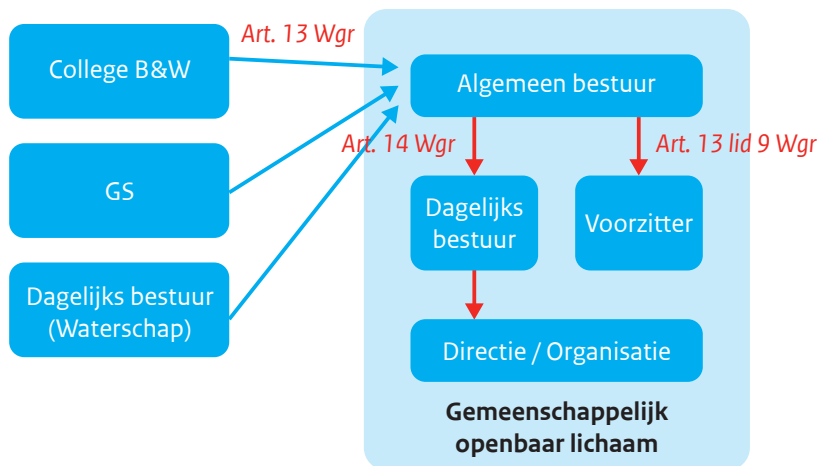 Art. 13 Wgr
College B&W
Algemeen bestuur
Art. 14 Wgr
Art. 13 lid 9 Wgr
GS
Dagelijks
bestuur
Voorzitter
Dagelijks bestuur
(Waterschap)
Directie / Organisatie
Gemeenschappelijk
openbaar lichaam